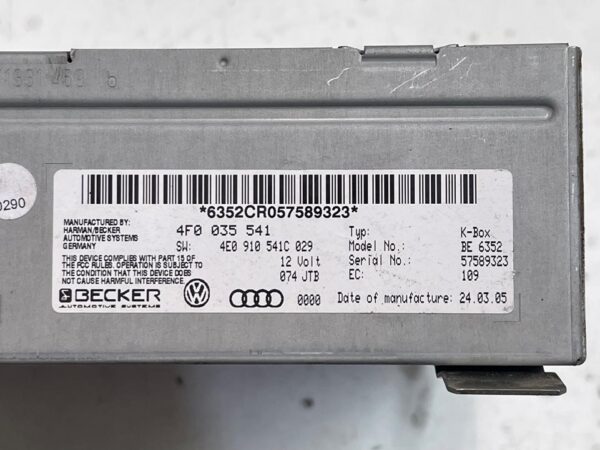 0290
*6352CR057589323*
MANUFACTURED BY:
HARMAN/BECKER
AUTOMOTIVE SYSTEMS
GERMANY
4F0 035 541
SW: 4E0 910 541C 029
12 Volt
074 JTB
Typ: K-Box
Model No.: BE 6352
Serial No.: 57589323
EC: 109
THIS DEVICE COMPLIES WITH PART 15 OF
THE FCC RULES. OPERATION IS SUBJECT TO
THE CONDITION THAT THIS DEVICE DOES
NOT CAUSE HARMFUL INTERFERENCE.
BECKER
AUTOMOTIVE SYSTEMS
0000 Date of manufacture: 24.03.05